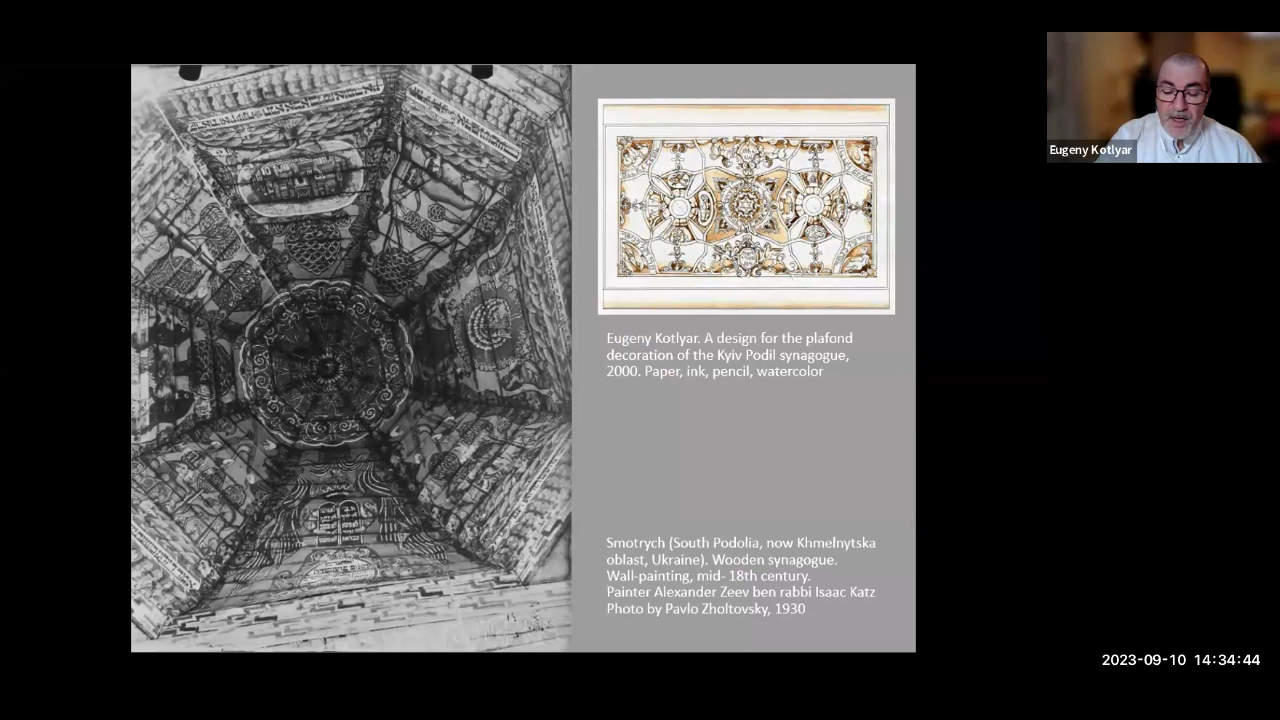 Eugeny Kotlyar
Eugeny Kotlyar. A design for the plafond
decoration of the Kyiv Podil synagogue,
2000. Paper, ink, pencil, watercolor
Smotrych (South Podolia, now Khmelnytska
oblast, Ukraine). Wooden synagogue.
Wall-painting, mid- 18th century.
Painter Alexander Zeev ben rabbi Isaac Katz
Photo by Pavlo Zholtovsky, 1930
2023-09-10 14:34:44